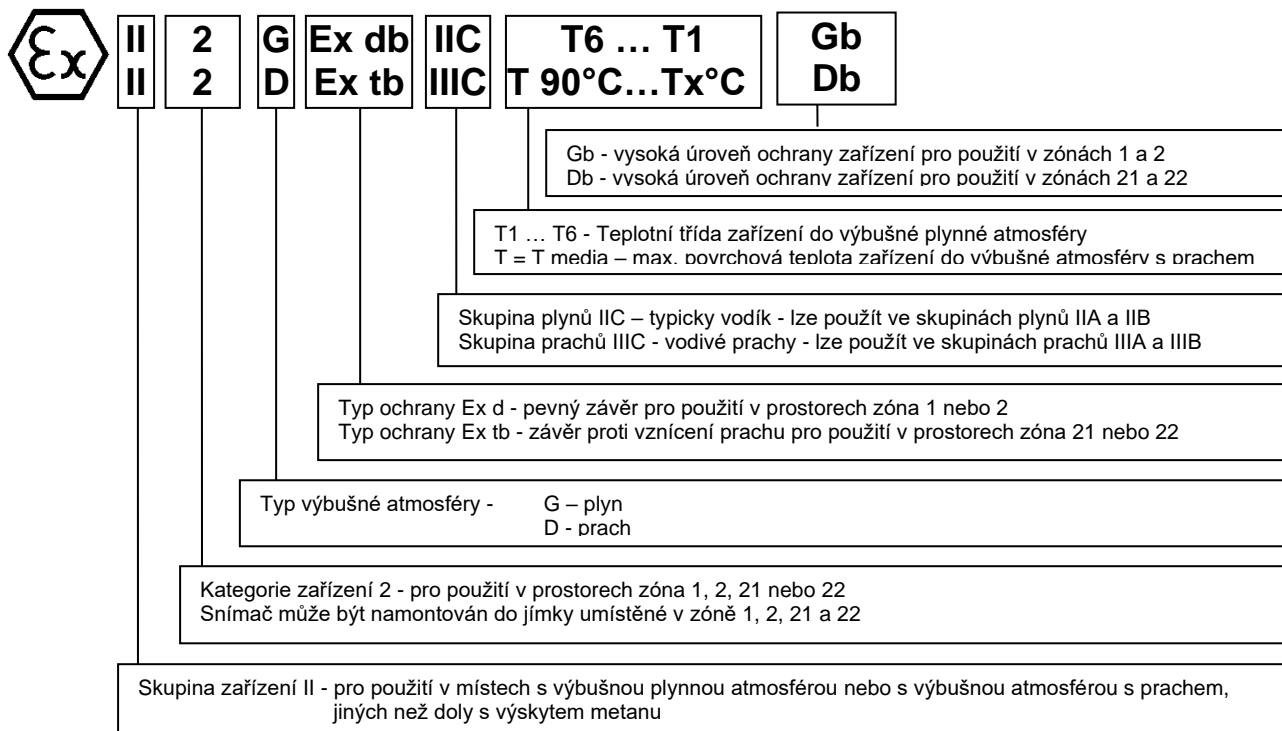 Ex II 2 G Ex db IIC T6 … T1 Gb
II 2 D Ex tb IIIC T 90°C…Tx°C Db
Gb - vysoká úroveň ochrany zařízení pro použití v zónách 1 a 2
Db - vysoká úroveň ochrany zařízení pro použití v zónách 21 a 22
T1 … T6 - Teplotní třída zařízení do výbušné plynné atmosféry
T = T media – max. povrchová teplota zařízení do výbušné atmosféry s prachem
Skupina plynů IIC – typicky vodík - lze použít ve skupinách plynů IIA a IIB
Skupina prachů IIIC - vodivé prachy - lze použít ve skupinách prachů IIIA a IIIB
Typ ochrany Ex d - pevný závěr pro použití v prostorech zóna 1 nebo 2
Typ ochrany Ex tb - závěr proti vznícení prachu pro použití v prostorech zóna 21 nebo 22
Typ výbušné atmosféry - G – plyn
D - prach
Kategorie zařízení 2 - pro použití v prostorech zóna 1, 2, 21 nebo 22
Snímač může být namontován do jímky umístěné v zóně 1, 2, 21 a 22
Skupina zařízení II - pro použití v místech s výbušnou plynnou atmosférou nebo s výbušnou atmosférou s prachem,
jiných než doly s výskytem metanu